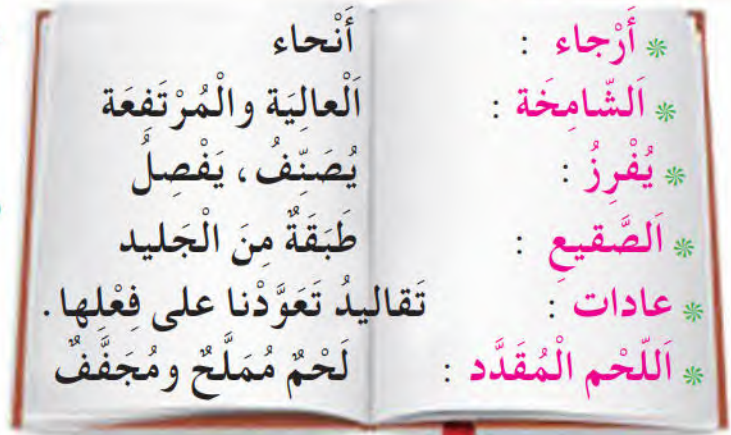 * أَرْجاء : أَنْحاء
* اَلشّامِخَة : اَلْعالِيَة والْمُرْتَفِعَة
* يُفْرِزُ : يُصَنِّفُ، يَفْصِلُ
* اَلصَّقيعِ : طَبَقَةٌ مِنَ الْجَليد
* عادات : تَقاليدُ تَعَوَّدْنا على فِعْلِها.
* اَللّحْم الْمُقَدَّد : لَحْمٌ مُمَلَّحٌ ومُجَفَّفٌ